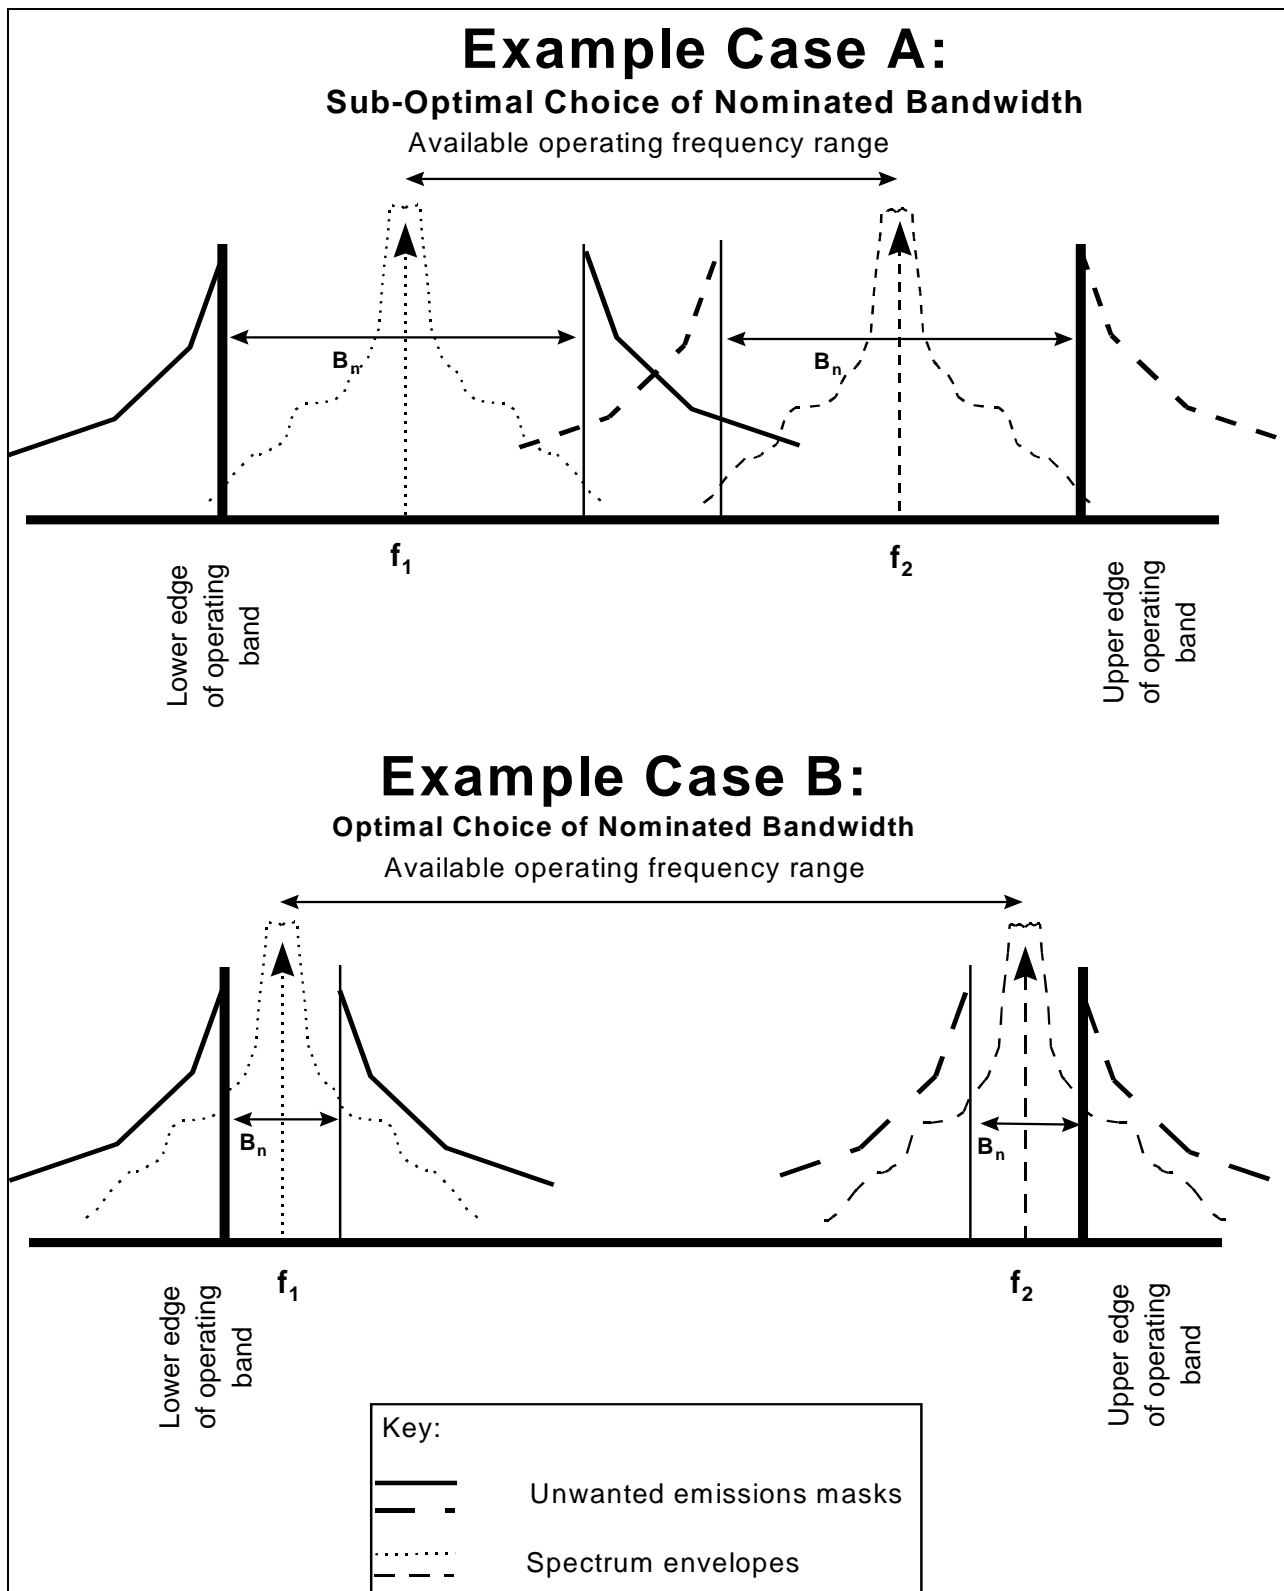 Example Case A:
Sub-Optimal Choice of Nominated Bandwidth
Available operating frequency range
Bn
Bn
f1
f2
Lower edge
of operating
band
Upper edge
of operating
band
Example Case B:
Optimal Choice of Nominated Bandwidth
Available operating frequency range
Bn
Bn
f1
f2
Lower edge
of operating
band
Upper edge
of operating
band
Key:
Unwanted emissions masks
Spectrum envelopes